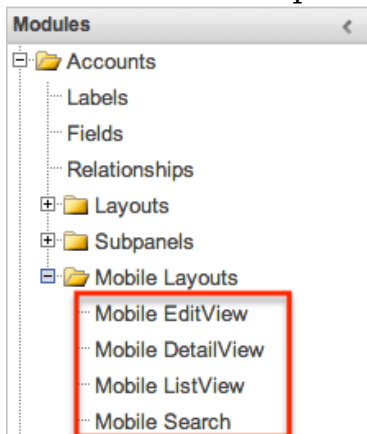 Modules
Accounts
Labels
Fields
Relationships
Layouts
Subpanels
Mobile Layouts
Mobile EditView
Mobile DetailView
Mobile ListView
Mobile Search